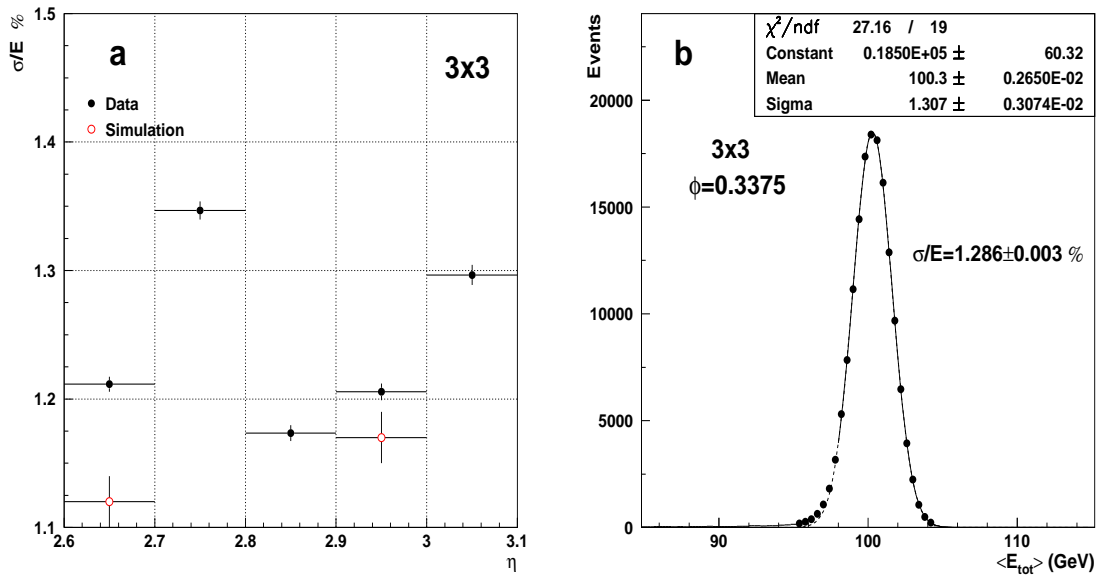 σ/E %
1.5
1.4
1.3
1.2
1.1
a
3x3
Data
Simulation
2.6 2.7 2.8 2.9 3 3.1
η
Events
20000
15000
10000
5000
0
b
χ²/ndf 27.16 / 19
Constant 0.1850E+05 ± 60.32
Mean 100.3 ± 0.2650E-02
Sigma 1.307 ± 0.3074E-02
3x3
ϕ=0.3375
σ/E=1.286±0.003 %
90 100 110
<E_tot> (GeV)